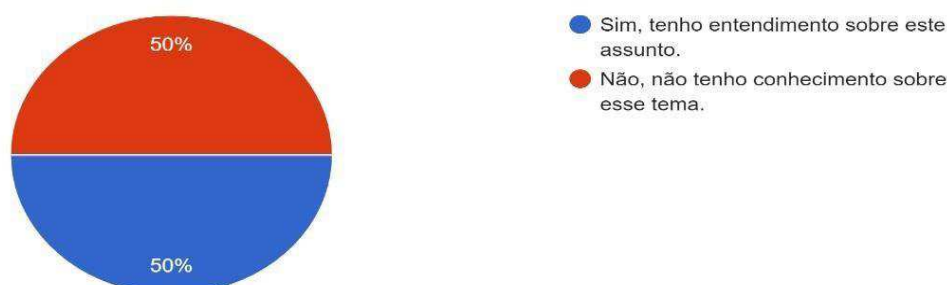 50%
50%
Sim, tenho entendimento sobre este
assunto.
Não, não tenho conhecimento sobre
esse tema.